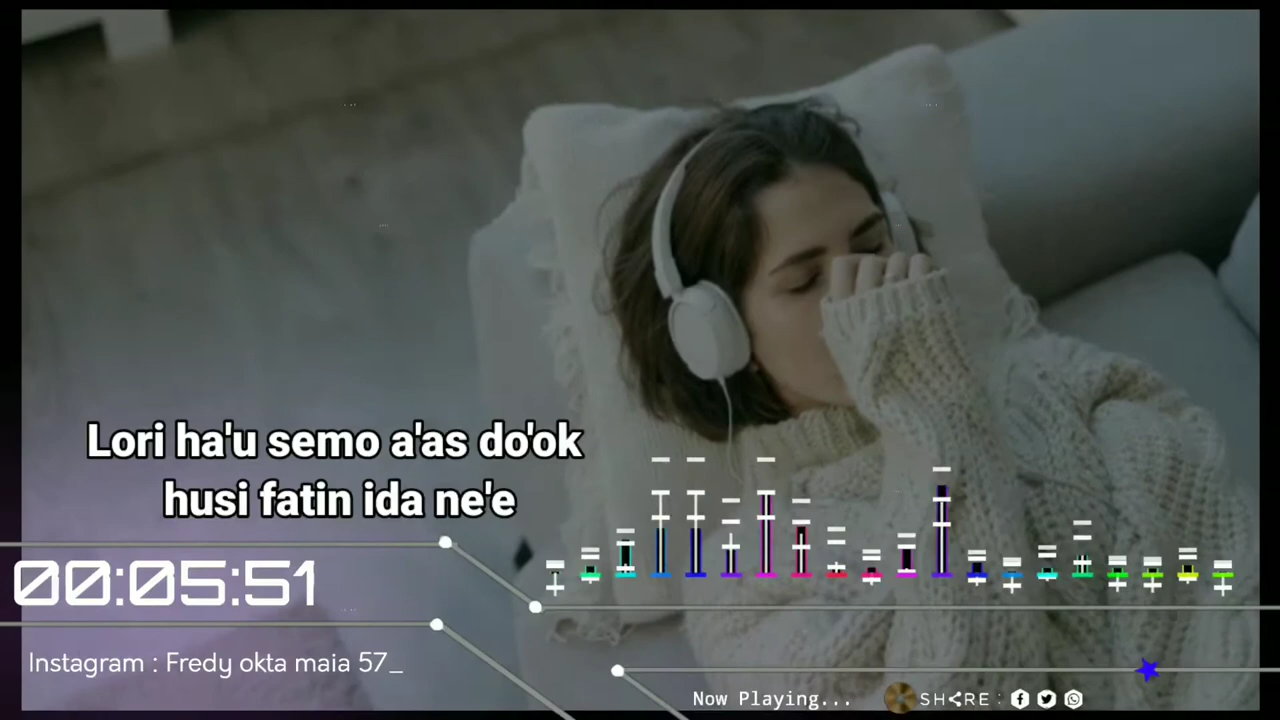 Lori ha'u semo a'as do'ok
husi fatin ida ne'e
00:05:51
Instagram : Fredy okta maia 57_
Now Playing...
SHARE :